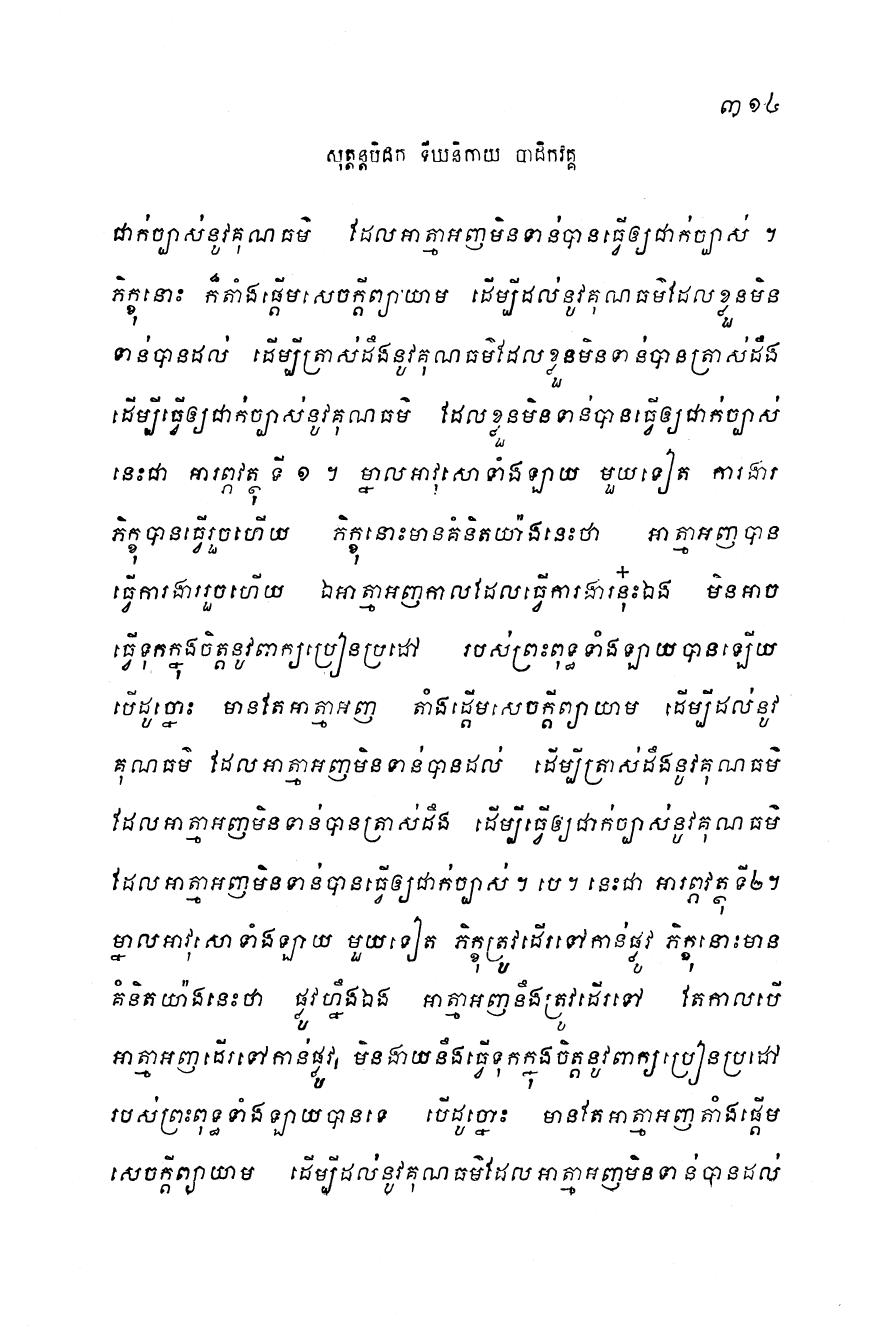 ៣១៤
សុត្តន្តបិដក ទីឃនិកាយ បាដិកវគ្គ
ជាក់ច្បាស់នូវគុណធម៌ ដែលអាត្មាអញមិនទាន់បានធ្វើឲ្យជាក់ច្បាស់ ។
ភិក្ខុនោះ ក៏តាំងផ្តើមសេចក្តីព្យាយាម ដើម្បីដល់នូវគុណធម៌ដែលខ្លួនមិន
ទាន់បានដល់ ដើម្បីត្រាស់ដឹងនូវគុណធម៌ដែលខ្លួនមិនទាន់បានត្រាស់ដឹង
ដើម្បីធ្វើឲ្យជាក់ច្បាស់នូវគុណធម៌ ដែលខ្លួនមិនទាន់បានធ្វើឲ្យជាក់ច្បាស់
នេះជា អារព្ភវត្ថុ ទី ១ ។ ម្នាលអាវុសោទាំងឡាយ មួយទៀត ការងារ
ភិក្ខុបានធ្វើរួចហើយ ភិក្ខុនោះមានគំនិតយ៉ាងនេះថា អាត្មាអញបាន
ធ្វើការងាររួចហើយ ឯអាត្មាអញកាលដែលធ្វើការងារនុ៎ះឯង មិនអាច
ធ្វើទុកក្នុងចិត្តនូវពាក្យប្រៀនប្រដៅ របស់ព្រះពុទ្ធទាំងឡាយបានឡើយ
បើដូច្នោះ មានតែអាត្មាអញ តាំងផ្តើមសេចក្តីព្យាយាម ដើម្បីដល់នូវ
គុណធម៌ ដែលអាត្មាអញមិនទាន់បានដល់ ដើម្បីត្រាស់ដឹងនូវគុណធម៌
ដែលអាត្មាអញមិនទាន់បានត្រាស់ដឹង ដើម្បីធ្វើឲ្យជាក់ច្បាស់នូវគុណធម៌
ដែលអាត្មាអញមិនទាន់បានធ្វើឲ្យជាក់ច្បាស់ ។ បេ ។ នេះជា អារព្ភវត្ថុ ទី២ ។
ម្នាលអាវុសោទាំងឡាយ មួយទៀត ភិក្ខុត្រូវដើរទៅកាន់ផ្លូវ ភិក្ខុនោះមាន
គំនិតយ៉ាងនេះថា ផ្លូវហ្នឹងឯង អាត្មាអញនឹងត្រូវដើរទៅ តែកាលបើ
អាត្មាអញដើរទៅកាន់ផ្លូវ, មិនងាយនឹងធ្វើទុកក្នុងចិត្តនូវពាក្យប្រៀនប្រដៅ
របស់ព្រះពុទ្ធទាំងឡាយបានទេ បើដូច្នោះ មានតែអាត្មាអញតាំងផ្តើម
សេចក្តីព្យាយាម ដើម្បីដល់នូវគុណធម៌ដែលអាត្មាអញមិនទាន់បានដល់